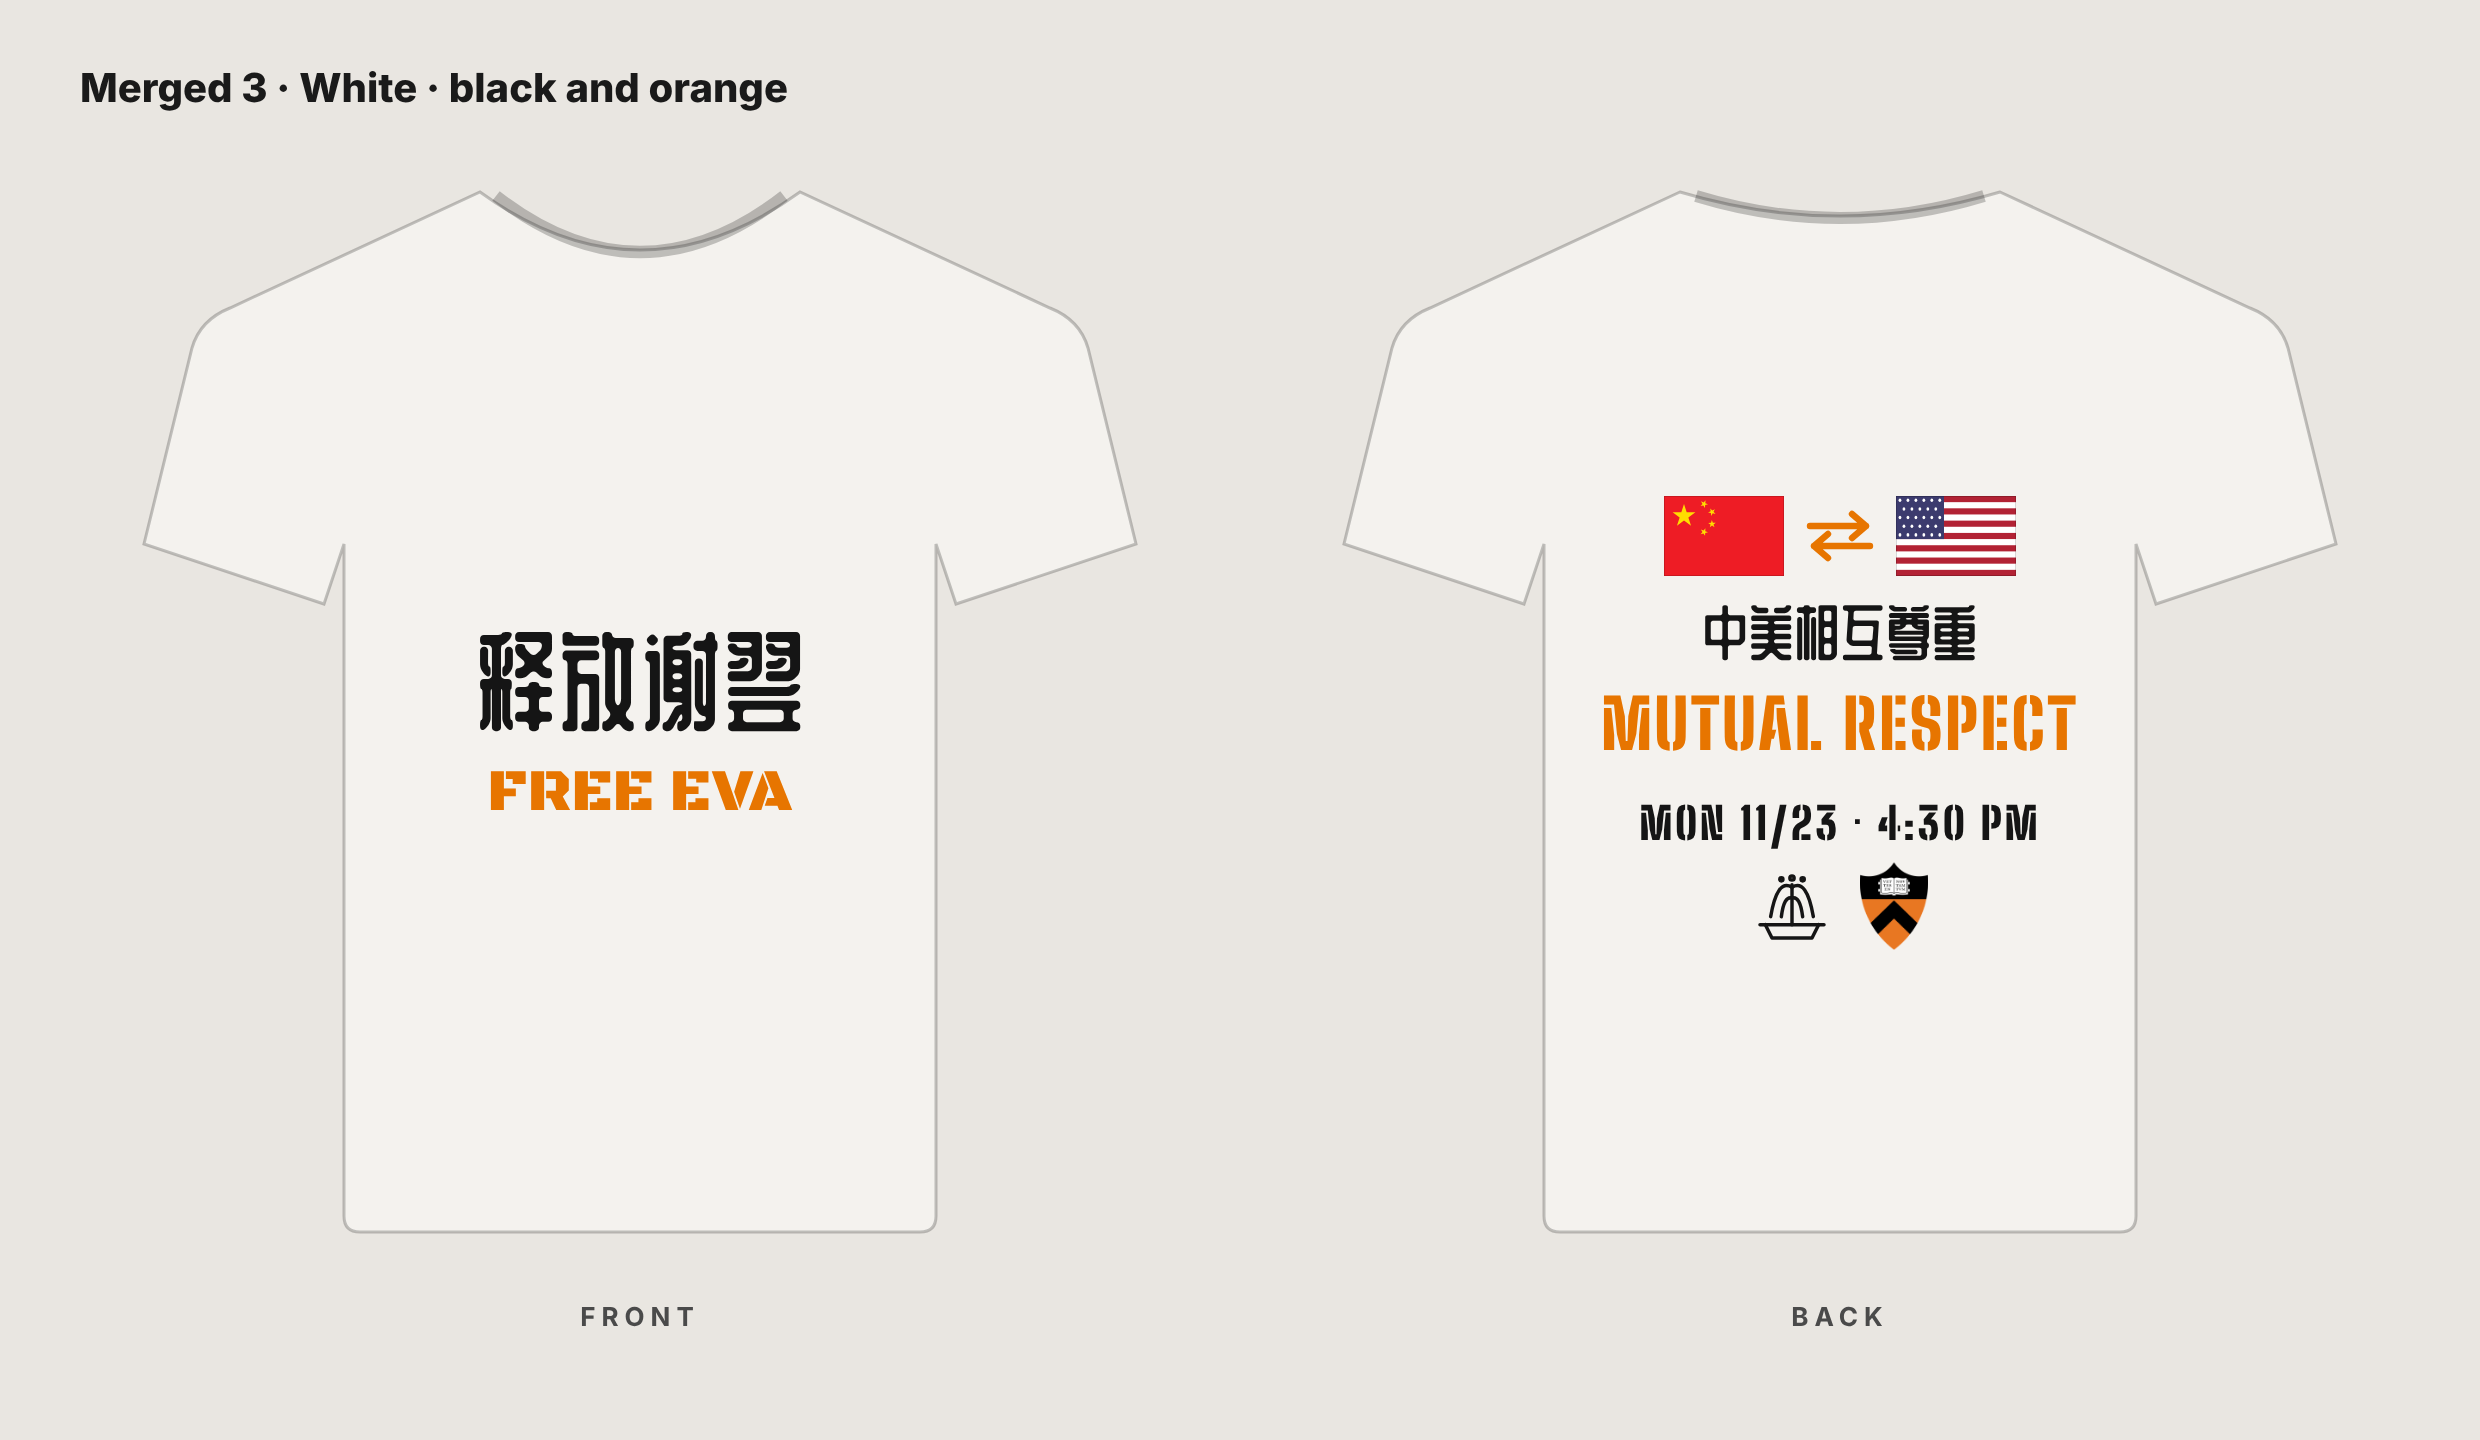 Merged 3 · White · black and orange
释放谢詈
FREE EVA
FRONT
中美相互尊重
MUTUAL RESPECT
MON 11/23 · 4:30 PM
BACK